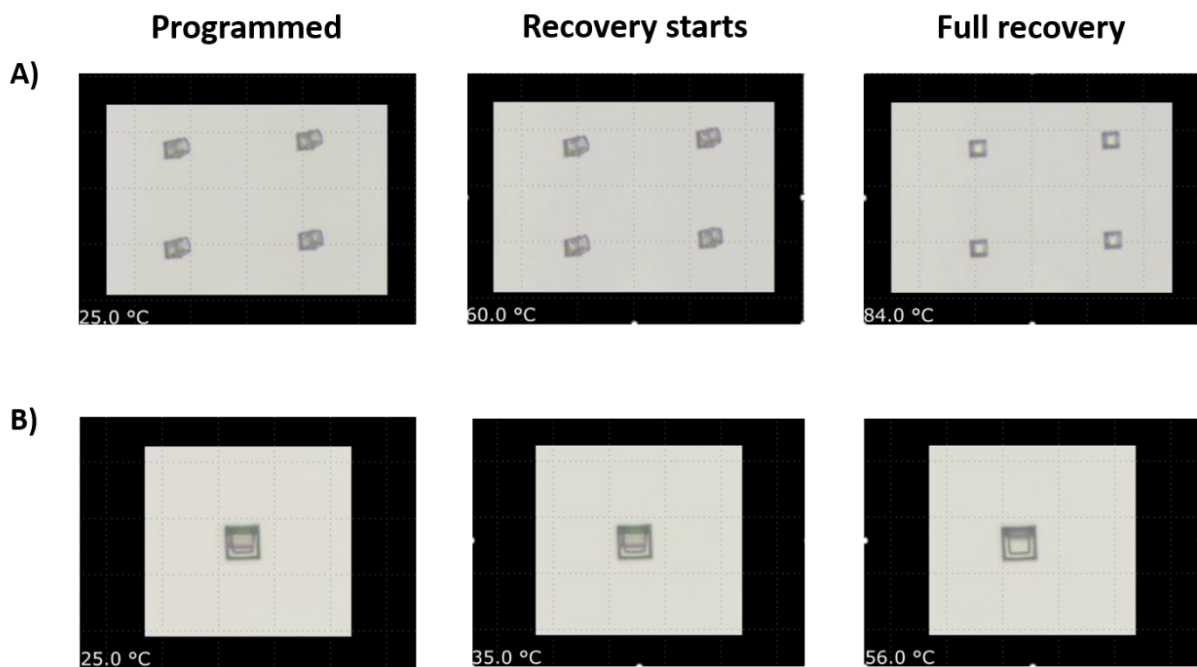 Programmed
Recovery starts
Full recovery
A)
25.0 °C
60.0 °C
84.0 °C
B)
25.0 °C
35.0 °C
56.0 °C